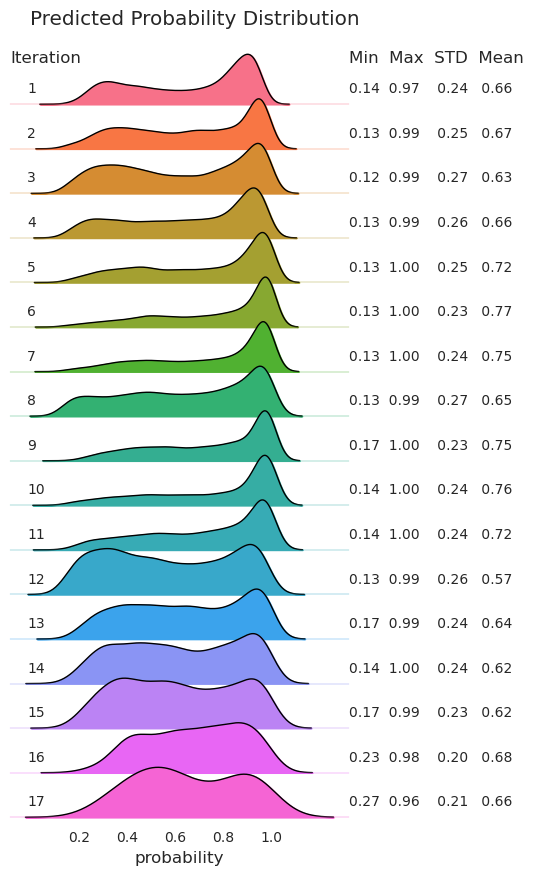 Predicted Probability Distribution
Iteration Min Max STD Mean
1 0.14 0.97 0.24 0.66
2 0.13 0.99 0.25 0.67
3 0.12 0.99 0.27 0.63
4 0.13 0.99 0.26 0.66
5 0.13 1.00 0.25 0.72
6 0.13 1.00 0.23 0.77
7 0.13 1.00 0.24 0.75
8 0.13 0.99 0.27 0.65
9 0.17 1.00 0.23 0.75
10 0.14 1.00 0.24 0.76
11 0.14 1.00 0.24 0.72
12 0.13 0.99 0.26 0.57
13 0.17 0.99 0.24 0.64
14 0.14 1.00 0.24 0.62
15 0.17 0.99 0.23 0.62
16 0.23 0.98 0.20 0.68
17 0.27 0.96 0.21 0.66
0.2 0.4 0.6 0.8 1.0
probability